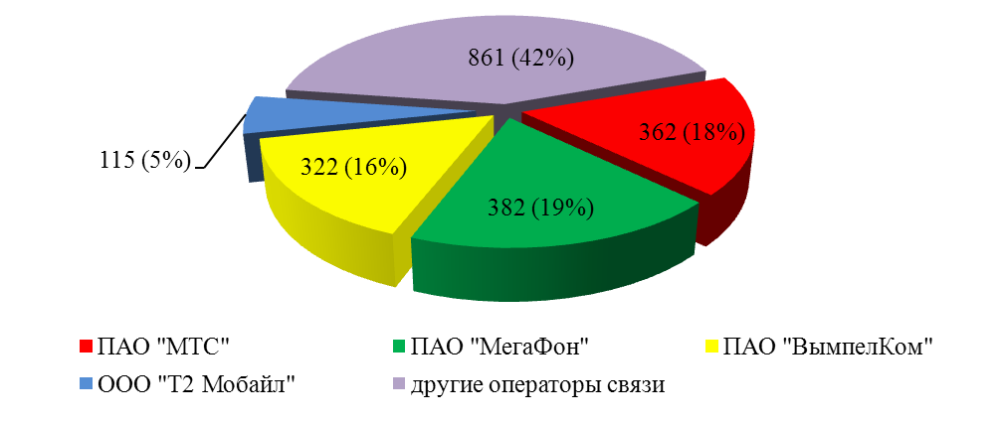 861 (42%)
362 (18%)
115 (5%)
322 (16%)
382 (19%)
ПАО "МТС"
ПАО "МегаФон"
ПАО "ВымпелКом"
ООО "Т2 Мобайл"
другие операторы связи